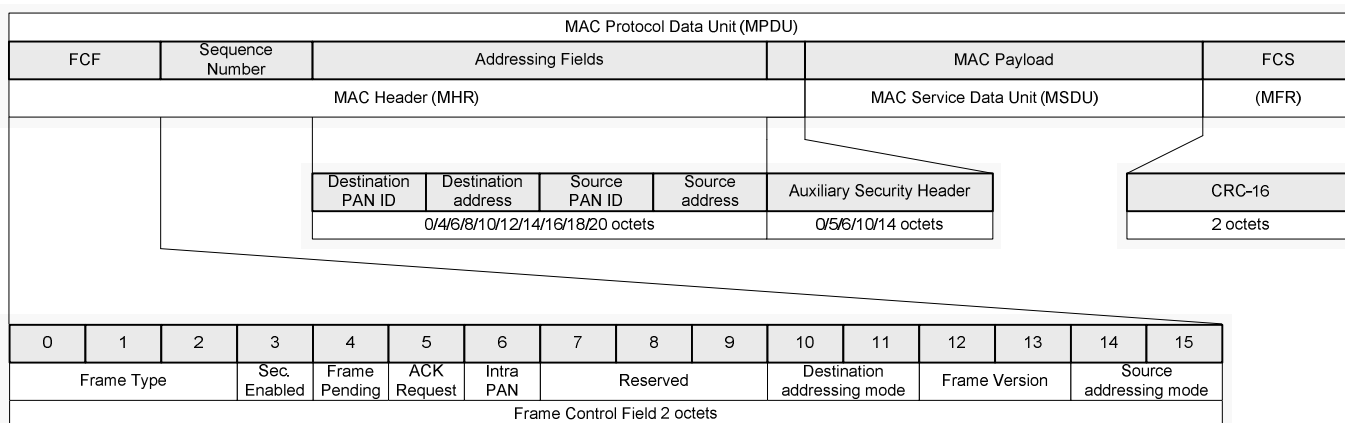 MAC Protocol Data Unit (MPDU)
FCF
Sequence
Number
Addressing Fields
MAC Payload
FCS
MAC Header (MHR)
MAC Service Data Unit (MSDU)
(MFR)
Destination
PAN ID
Destination
address
Source
PAN ID
Source
address
Auxiliary Security Header
CRC-16
0/4/6/8/10/12/14/16/18/20 octets
0/5/6/10/14 octets
2 octets
0 1 2 3 4 5 6 7 8 9 10 11 12 13 14 15
Frame Type
Sec.
Enabled
Frame
Pending
ACK
Request
Intra
PAN
Reserved
Destination
addressing mode
Frame Version
Source
addressing mode
Frame Control Field 2 octets